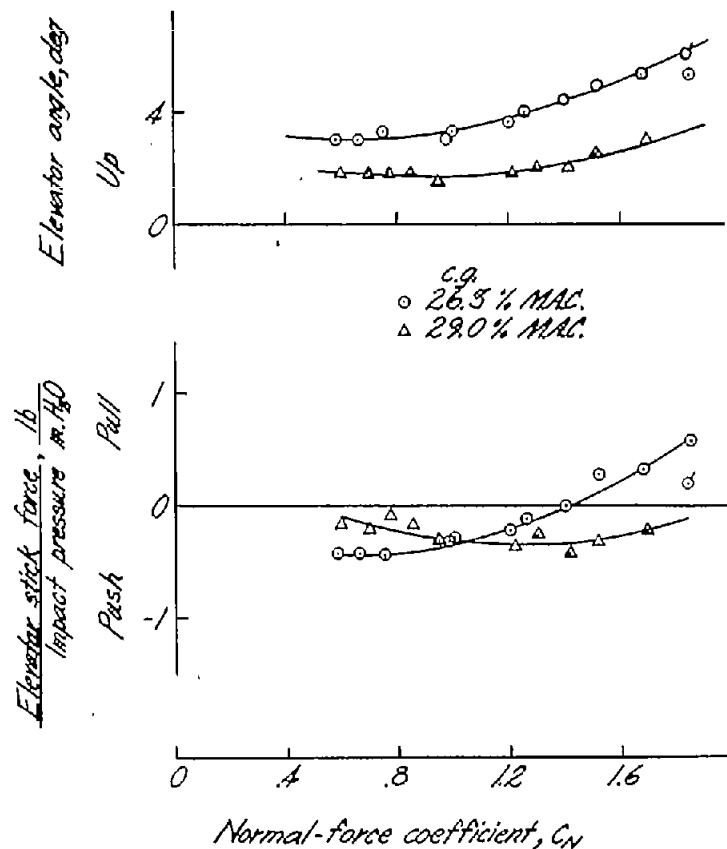 Elevator angle, deg
Up
4
0
c.g.
26.5 % MAC.
29.0 % MAC.
Elevator stick force, lb
Impact pressure in. H2O
Pull
Push
1
0
-1
0
.4
.8
1.2
1.6
Normal-force coefficient, CN